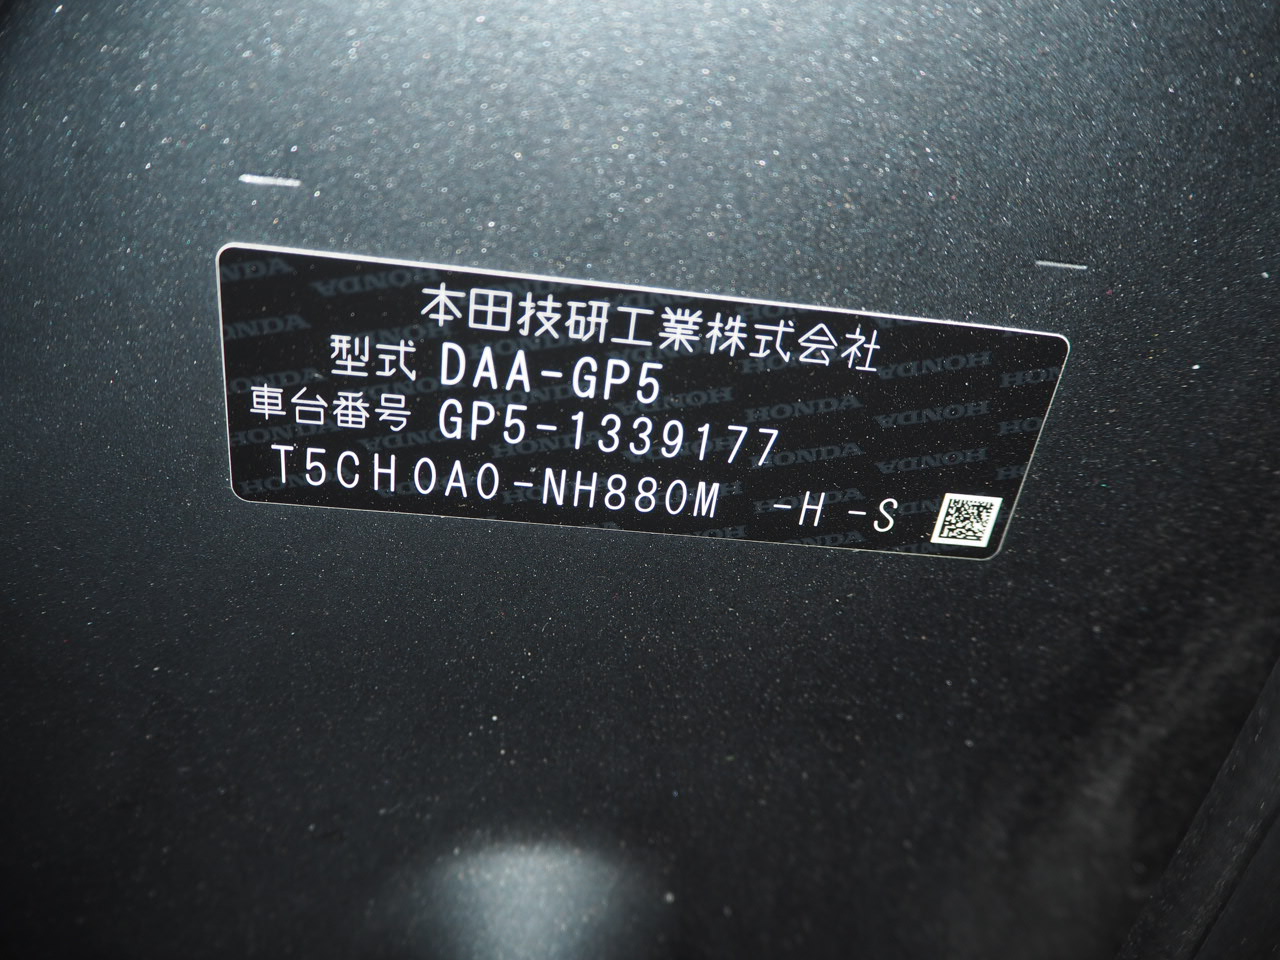 本田技研工業株式会社
型式 DAA-GP5
車台番号 GP5-1339177
T5CH0A0-NH880M -H -S